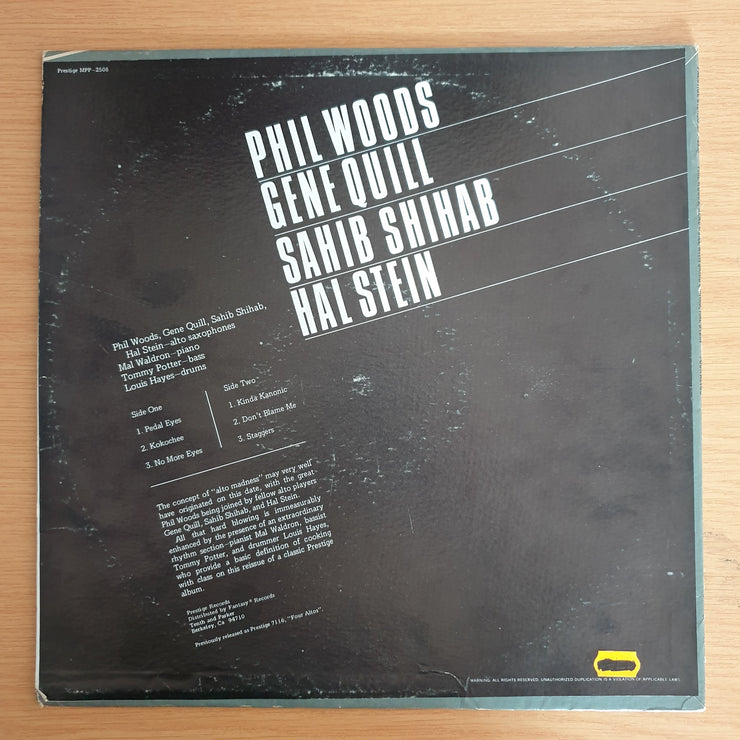 Prestige MPP-2508
PHIL WOODS
GENE QUILL
SAHIB SHIHAB
HAL STEIN
Phil Woods, Gene Quill, Sahib Shihab,
Hal Stein—alto saxophones
Mal Waldron—piano
Tommy Potter—bass
Louis Hayes—drums
Side One
1. Pedal Eyes
2. Kokochee
3. No More Eyes
Side Two
1. Kinda Kanonic
2. Don't Blame Me
3. Staggers
The concept of "alto madness" may very well
have originated on this date, with the great
Phil Woods being joined by fellow alto players
Gene Quill, Sahib Shihab, and Hal Stein.
All that hard blowing is immeasurably
enhanced by the presence of an extraordinary
rhythm section—pianist Mal Waldron, bassist
Tommy Potter, and drummer Louis Hayes,
who provide a basic definition of cooking
with class on this reissue of a classic Prestige
album.
Prestige Records
Distributed by Fantasy® Records
Tenth and Parker
Berkeley, Ca 94710
Previously released as Prestige 7116, "Four Altos".
WARNING: ALL RIGHTS RESERVED. UNAUTHORIZED DUPLICATION IS A VIOLATION OF APPLICABLE LAWS.